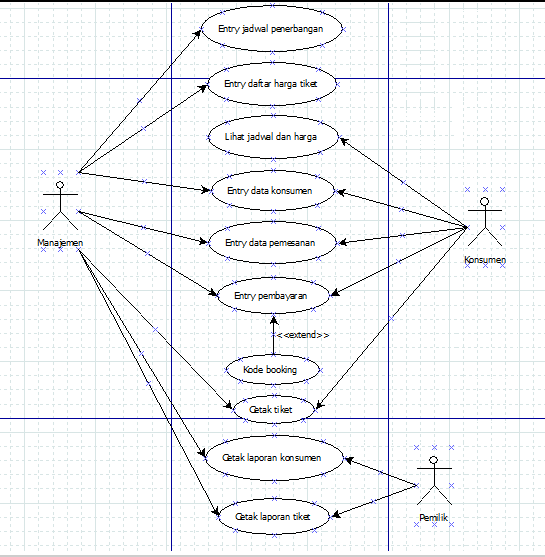 Entry jadwal penerbangan
Entry daftar harga tiket
Lihat jadwal dan harga
Entry data konsumen
Manajemen
Entry data pemesanan
Konsumen
Entry pembayaran
<<extend>>
Kode booking
Cetak tiket
Cetak laporan konsumen
Cetak laporan tiket
Pemilik